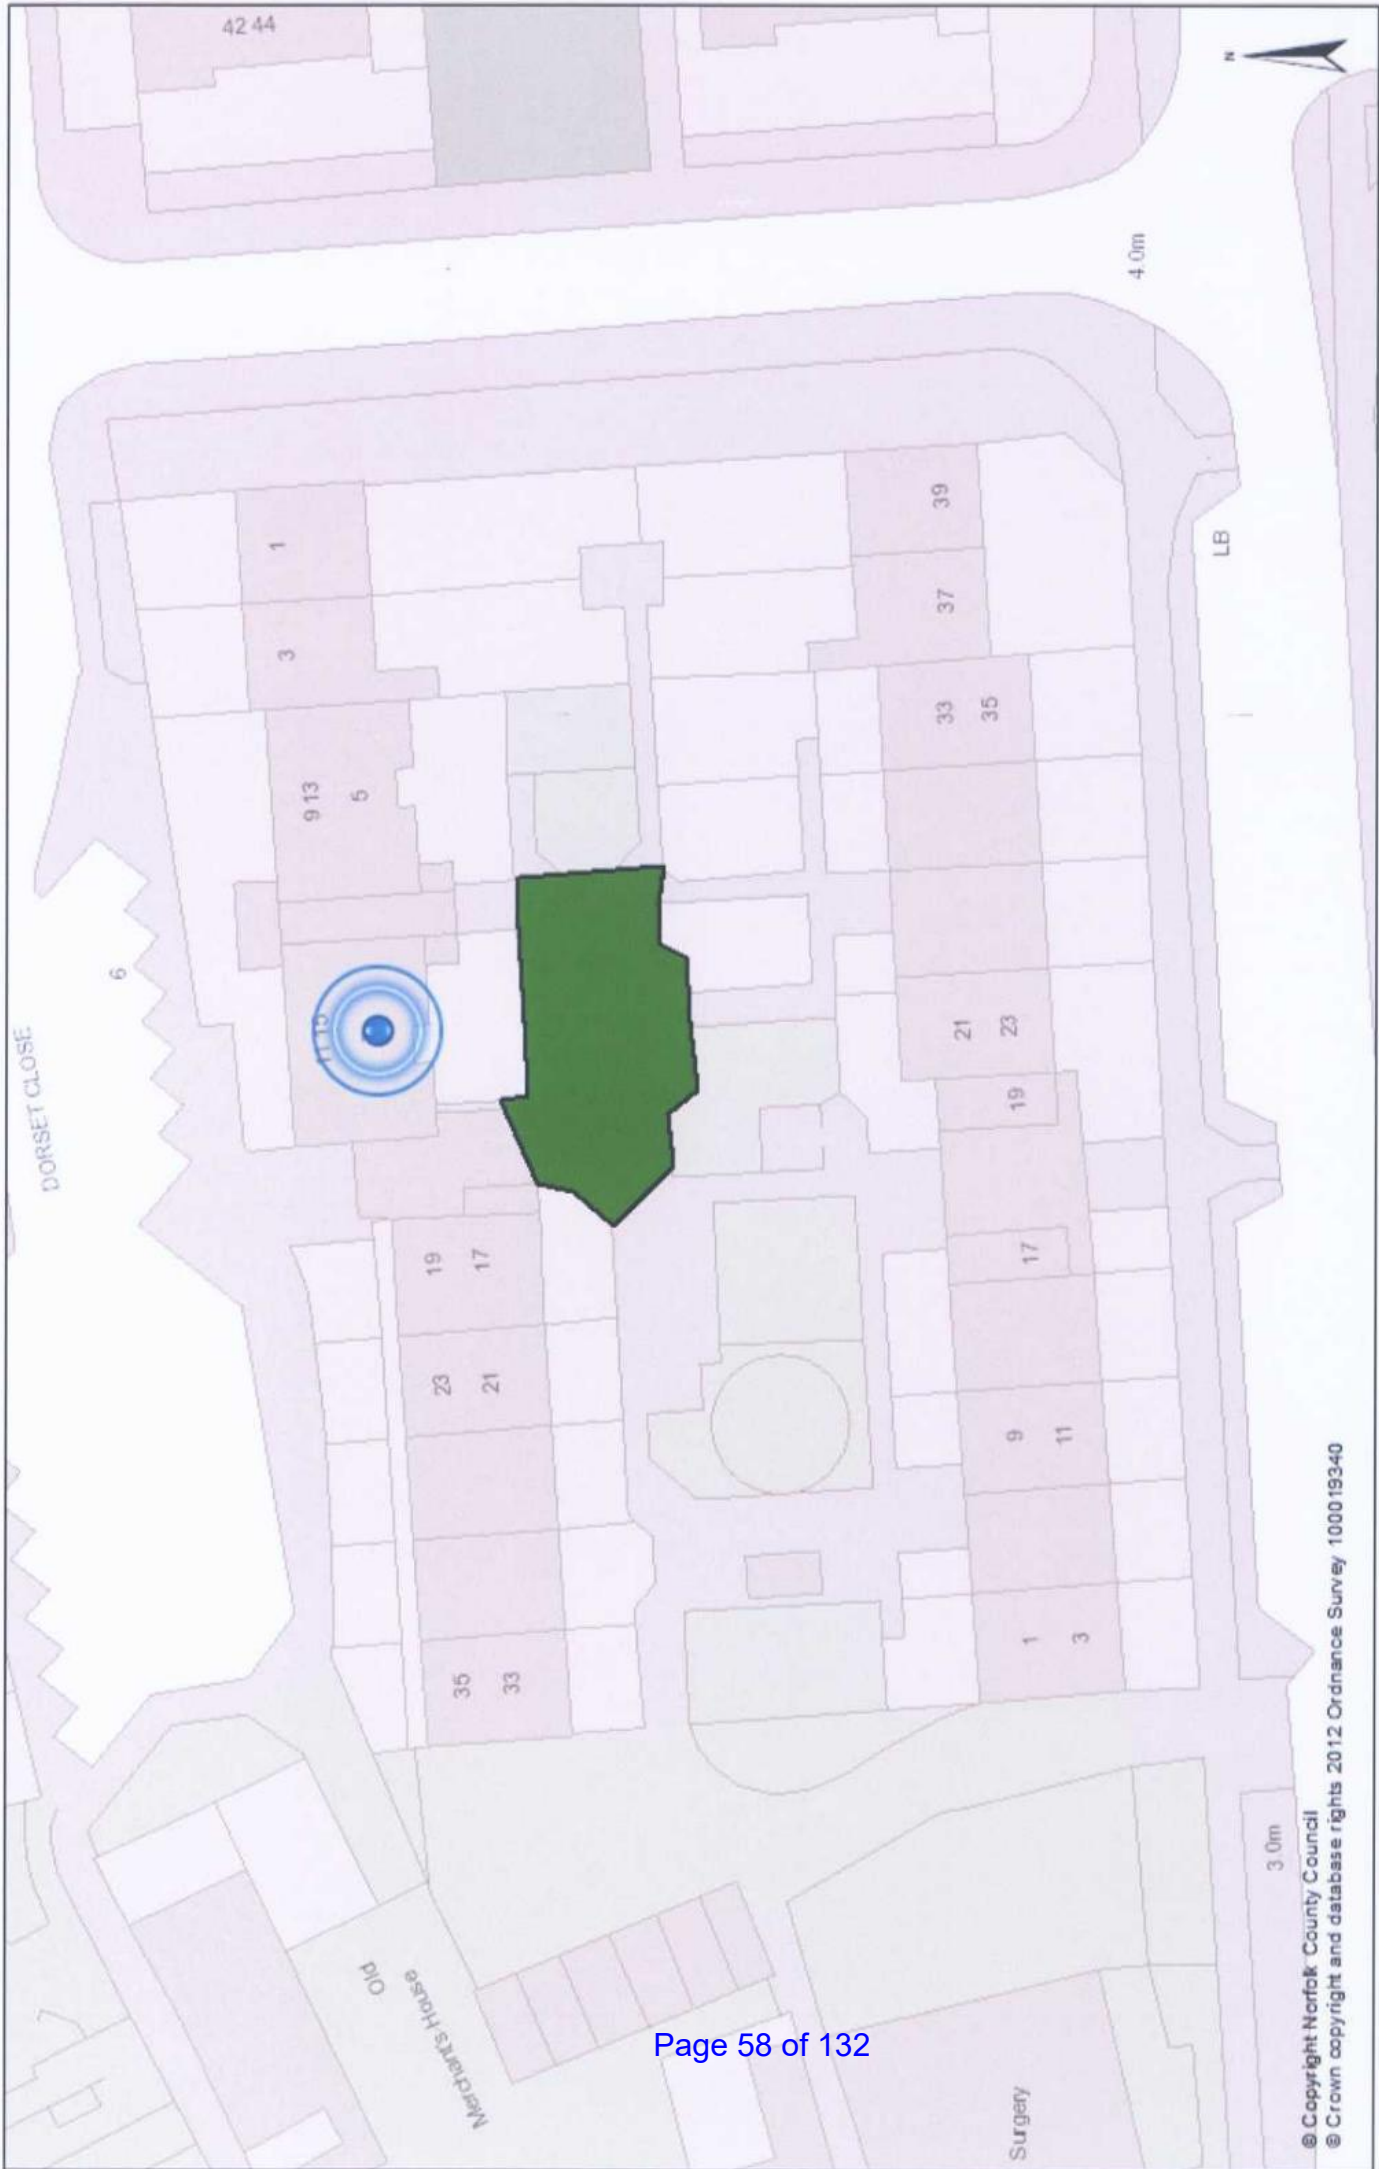 42 44
N
4.0m
1
39
3
37
LB
33
35
9 13
5
6
DORSET CLOSE
11 15
21
23
19
19
17
17
23
21
9
11
1
3
35
33
3.0m
Old
Merchant's House
Surgery
© Copyright Norfolk County Council
© Crown copyright and database rights 2012 Ordnance Survey 100019340
Page 58 of 132